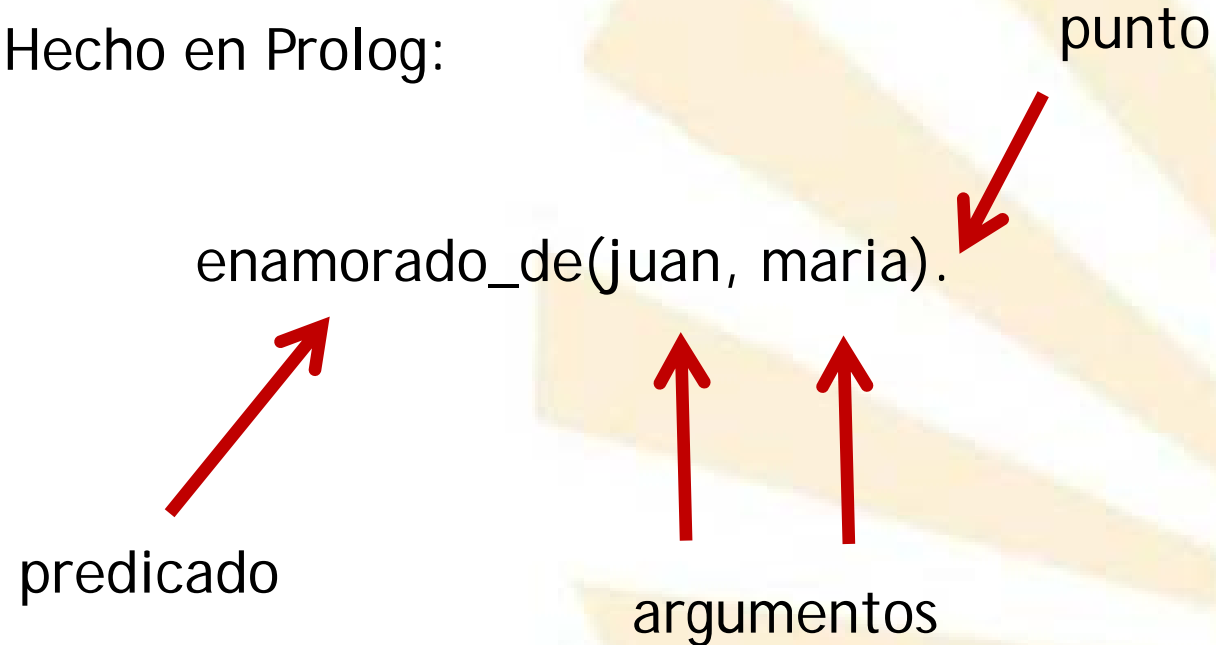 punto
Hecho en Prolog:
enamorado_de(juan, maria).
predicado
argumentos